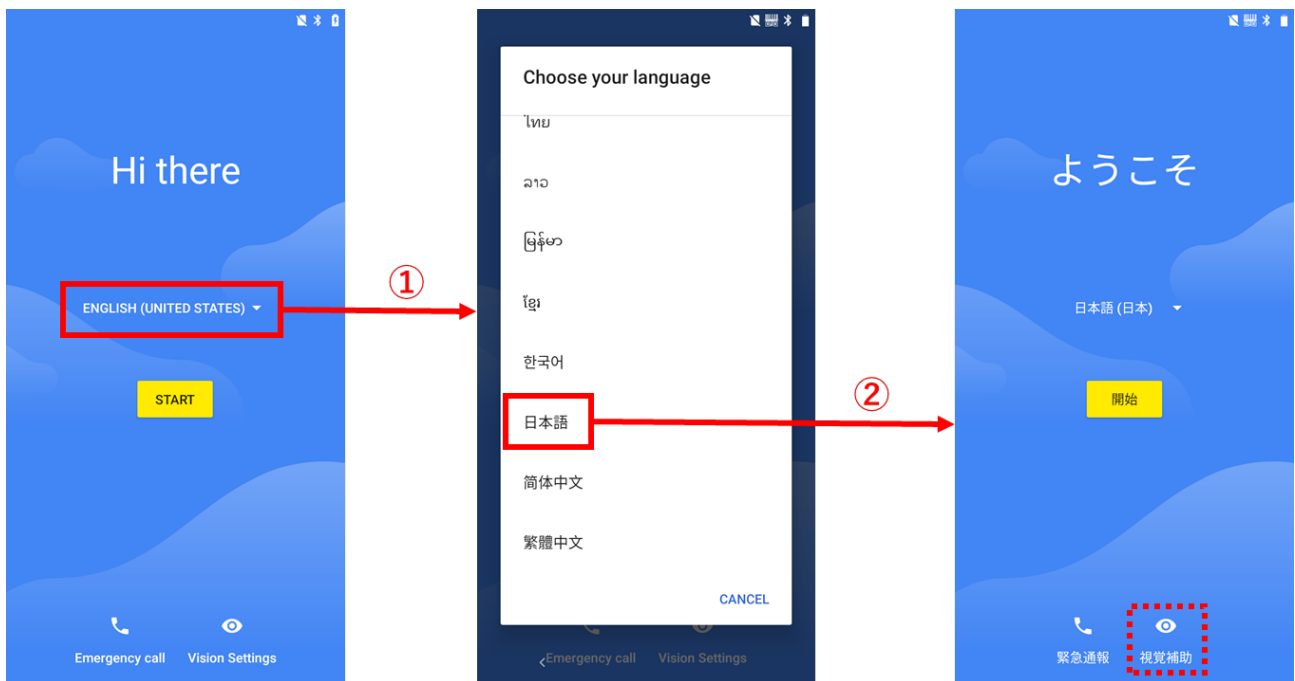 Hi there
ENGLISH (UNITED STATES)
START
Emergency call Vision Settings
①
Choose your language
ไทย
ລາວ
မြန်မာ
ខ្មែរ
한국어
日本語
简体中文
繁體中文
CANCEL
Emergency call Vision Settings
②
ようこそ
日本語 (日本)
開始
緊急通報 視覚補助